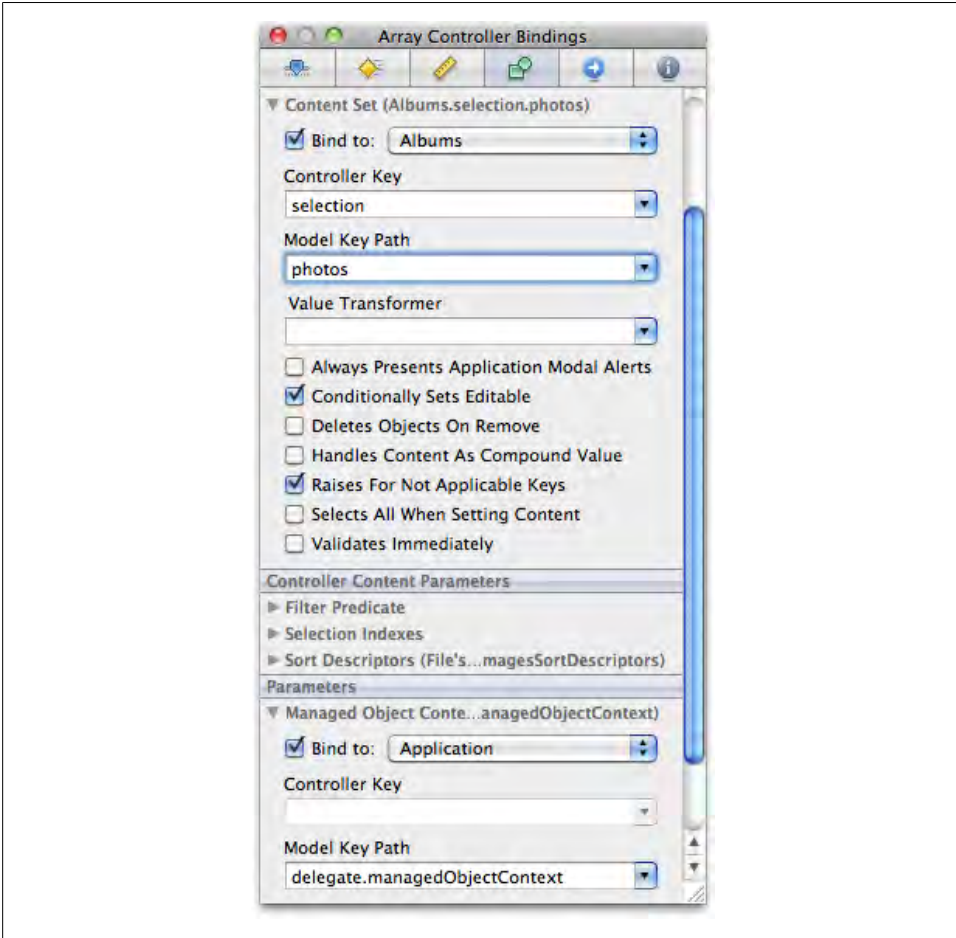 Array Controller Bindings
Content Set (Albums.selection.photos)
Bind to: Albums
Controller Key
selection
Model Key Path
photos
Value Transformer
Always Presents Application Modal Alerts
Conditionally Sets Editable
Deletes Objects On Remove
Handles Content As Compound Value
Raises For Not Applicable Keys
Selects All When Setting Content
Validates Immediately
Controller Content Parameters
Filter Predicate
Selection Indexes
Sort Descriptors (File's...magesSortDescriptors)
Parameters
Managed Object Conte...anagedObjectContext)
Bind to: Application
Controller Key
Model Key Path
delegate.managedObjectContext